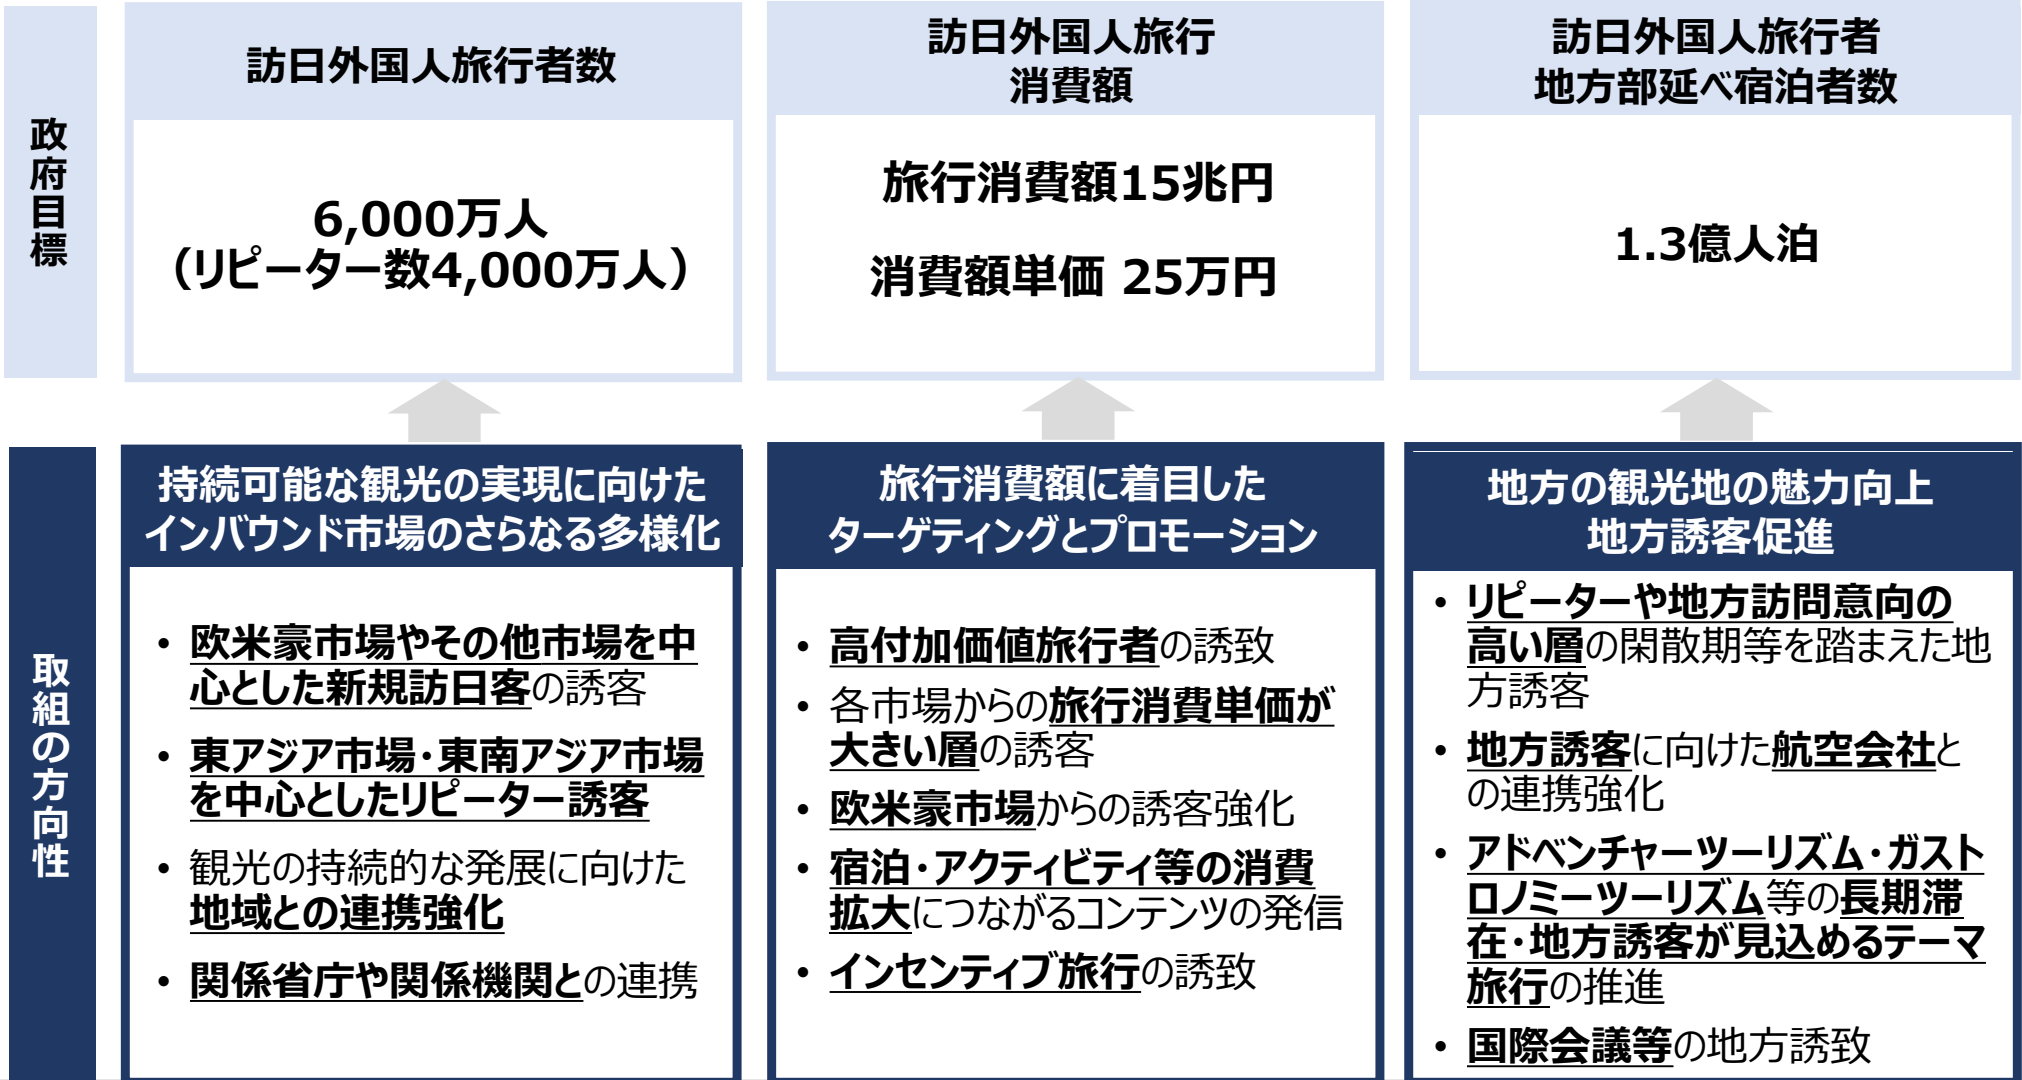 政府目標
訪日外国人旅行者数
6,000万人
（リピーター数4,000万人）
訪日外国人旅行
消費額
旅行消費額15兆円
消費額単価 25万円
訪日外国人旅行者
地方部延べ宿泊者数
1.3億人泊
取組の方向性
持続可能な観光の実現に向けた
インバウンド市場のさらなる多様化
• 欧米豪市場やその他市場を中
心とした新規訪日客の誘客
• 東アジア市場・東南アジア市場
を中心としたリピーター誘客
• 観光の持続的な発展に向けた
地域との連携強化
• 関係省庁や関係機関との連携
旅行消費額に着目した
ターゲティングとプロモーション
• 高付加価値旅行者の誘致
• 各市場からの旅行消費単価が
大きい層の誘客
• 欧米豪市場からの誘客強化
• 宿泊・アクティビティ等の消費
拡大につながるコンテンツの発信
• インセンティブ旅行の誘致
地方の観光地の魅力向上
地方誘客促進
• リピーターや地方訪問意向の
高い層の閑散期等を踏まえた地
方誘客
• 地方誘客に向けた航空会社と
の連携強化
• アドベンチャーツーリズム・ガスト
ロノミーツーリズム等の長期滞
在・地方誘客が見込めるテーマ
旅行の推進
• 国際会議等の地方誘致